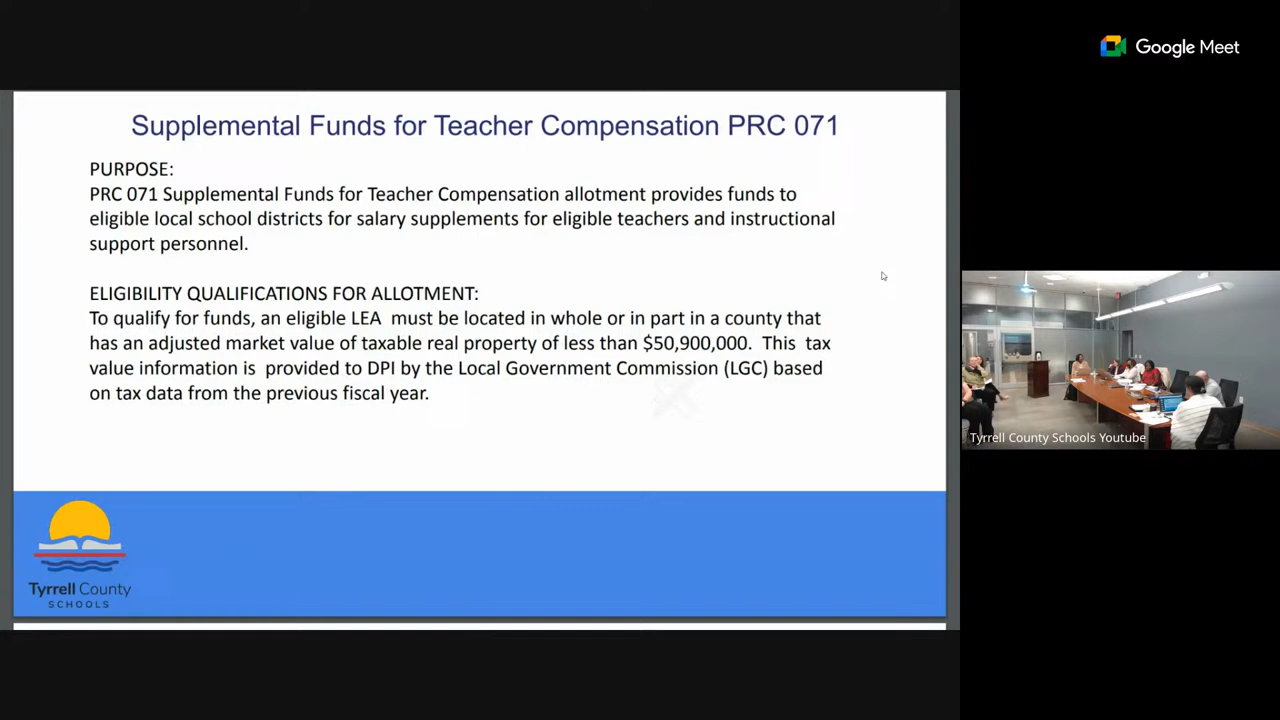 Supplemental Funds for Teacher Compensation PRC 071
PURPOSE:
PRC 071 Supplemental Funds for Teacher Compensation allotment provides funds to
eligible local school districts for salary supplements for eligible teachers and instructional
support personnel.
ELIGIBILITY QUALIFICATIONS FOR ALLOTMENT:
To qualify for funds, an eligible LEA  must be located in whole or in part in a county that
has an adjusted market value of taxable real property of less than $50,900,000.  This  tax
value information is  provided to DPI by the Local Government Commission (LGC) based
on tax data from the previous fiscal year.
Tyrrell County
SCHOOLS
Google Meet
Tyrrell County Schools Youtube